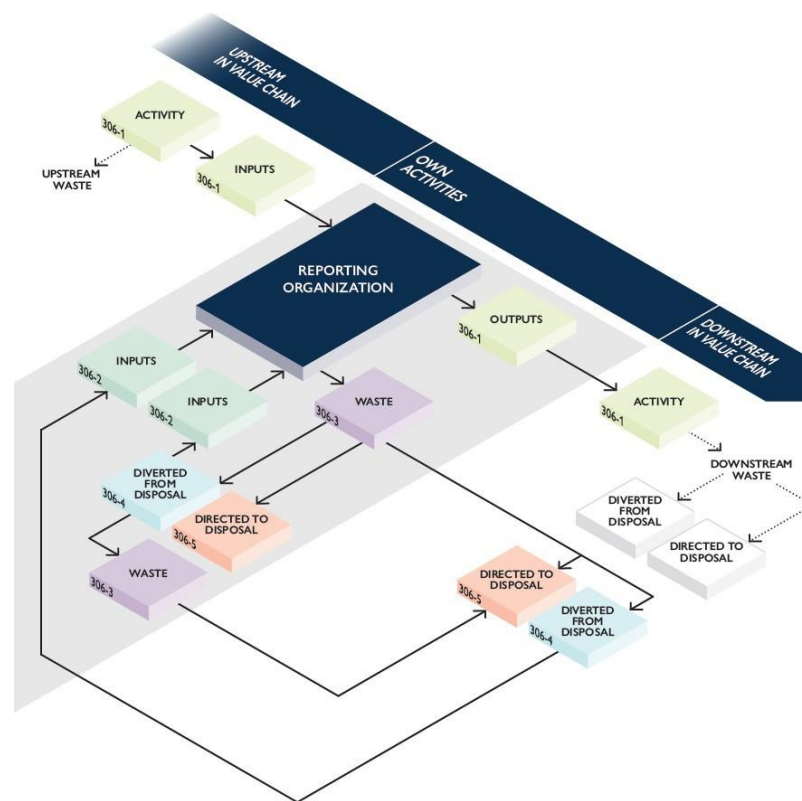 UPSTREAM
IN VALUE CHAIN
ACTIVITY
306-1
UPSTREAM
WASTE
INPUTS
306-1
OWN
ACTIVITIES
REPORTING
ORGANIZATION
OUTPUTS
306-1
DOWNSTREAM
IN VALUE CHAIN
INPUTS
306-2
INPUTS
306-2
WASTE
306-3
ACTIVITY
306-1
DOWNSTREAM
WASTE
DIVERTED
FROM
DISPOSAL
306-4
DIRECTED TO
DISPOSAL
306-5
DIVERTED
FROM
DISPOSAL
DIRECTED TO
DISPOSAL
WASTE
306-3
DIRECTED TO
DISPOSAL
306-5
DIVERTED
FROM
DISPOSAL
306-4